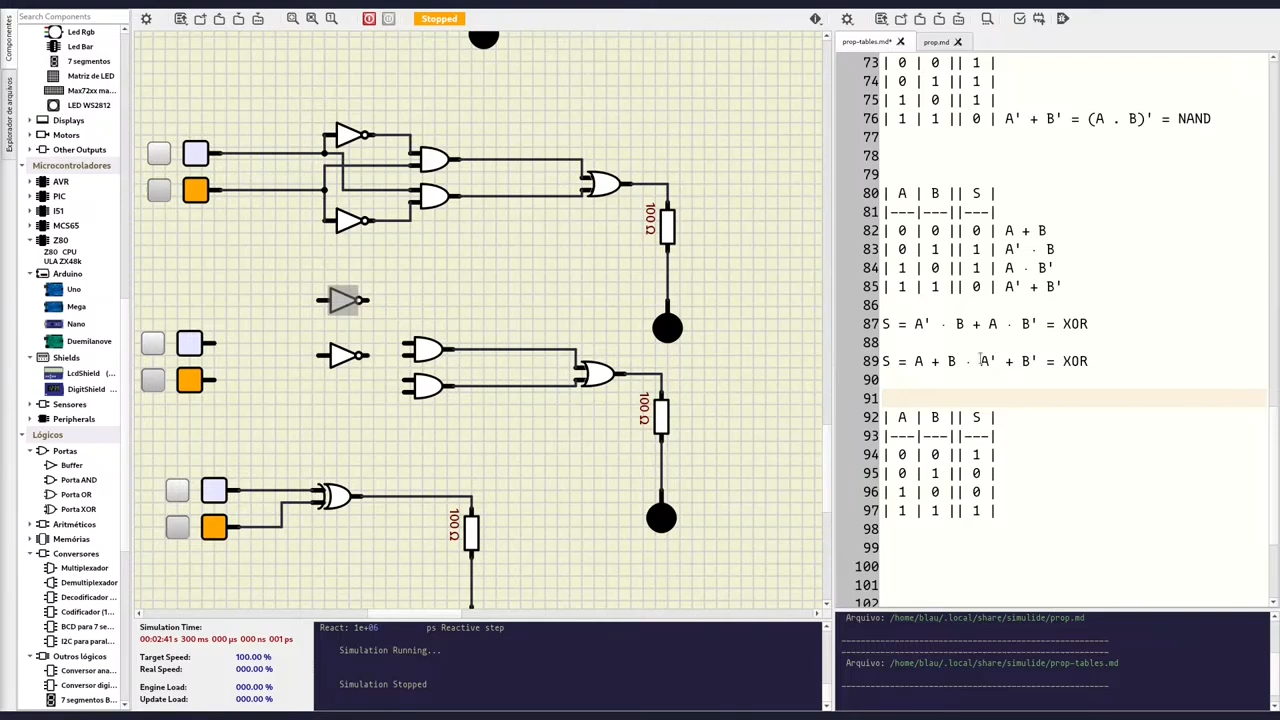 Search Components
Componentes
Explorador de arquivos
Led Rgb
Led Bar
7 segmentos
Matriz de LED
Max72xx ma...
LED WS2812
Displays
Motors
Other Outputs
Microcontroladores
AVR
PIC
I51
MCS65
Z80
Z80 CPU
ULA ZX48k
Arduino
Uno
Mega
Nano
Duemilanove
Shields
LcdShield (...
DigitShield ...
Sensores
Peripherals
Lógicos
Portas
Buffer
Porta AND
Porta OR
Porta XOR
Aritméticos
Memórias
Conversores
Multiplexador
Demultiplexador
Decodificador ...
Codificador (1...
BCD para 7 se...
I2C para paral...
Outros lógicos
Conversor ana...
Conversor digi...
7 segmentos B...
Stopped
100 Ω
100 Ω
100 Ω
Simulation Time:
00:02:41 s 300 ms 000 µs 000 ns 001 ps
Target Speed: 100.00 %
Real Speed: 000.00 %
Engine Load: 000.00 %
Update Load: 000.00 %
React: 1e+06 ps Reactive step
Simulation Running...
Simulation Stopped
prop-tables.md* prop.md
73 | 0 | 0 || 1 |
74 | 0 | 1 || 1 |
75 | 1 | 0 || 1 |
76 | 1 | 1 || 0 | A' + B' = (A . B)' = NAND
77
78
79
80 | A | B || S |
81 |---|---||---|
82 | 0 | 0 || 0 | A + B
83 | 0 | 1 || 1 | A' · B
84 | 1 | 0 || 1 | A · B'
85 | 1 | 1 || 0 | A' + B'
86
87 S = A' · B + A · B' = XOR
88
89 S = A + B · A' + B' = XOR
90
91
92 | A | B || S |
93 |---|---||---|
94 | 0 | 0 || 1 |
95 | 0 | 1 || 0 |
96 | 1 | 0 || 0 |
97 | 1 | 1 || 1 |
98
99
100
101
102
Arquivo: /home/blau/.local/share/simulide/prop.md
Arquivo: /home/blau/.local/share/simulide/prop-tables.md